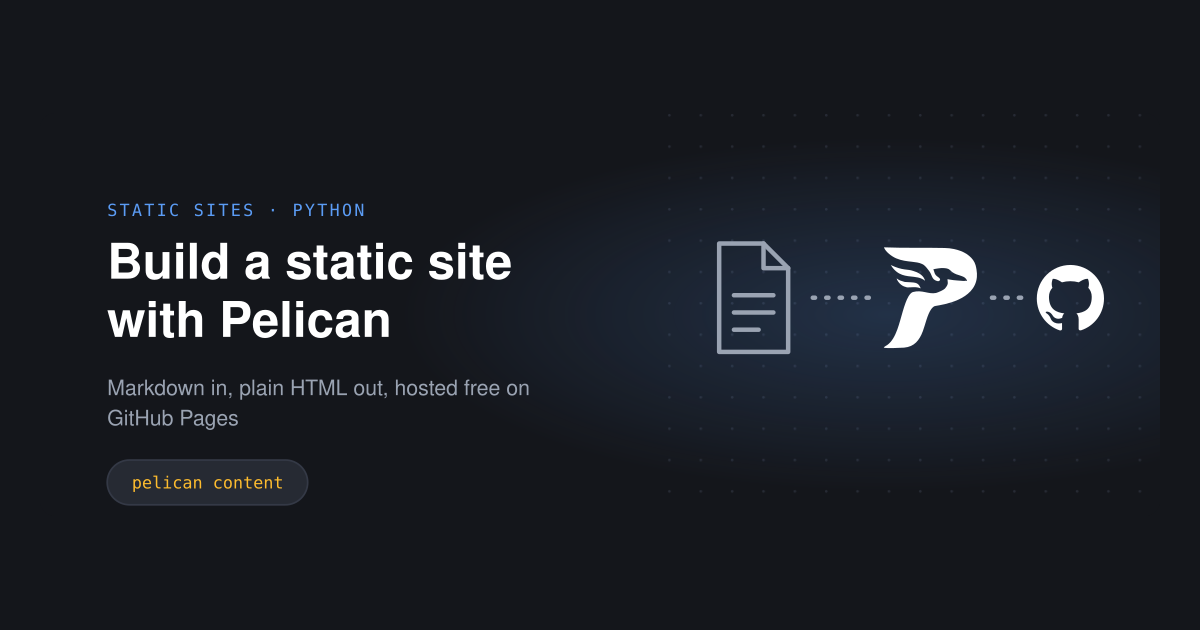 STATIC SITES · PYTHON
Build a static site
with Pelican
Markdown in, plain HTML out, hosted free on
GitHub Pages
pelican content